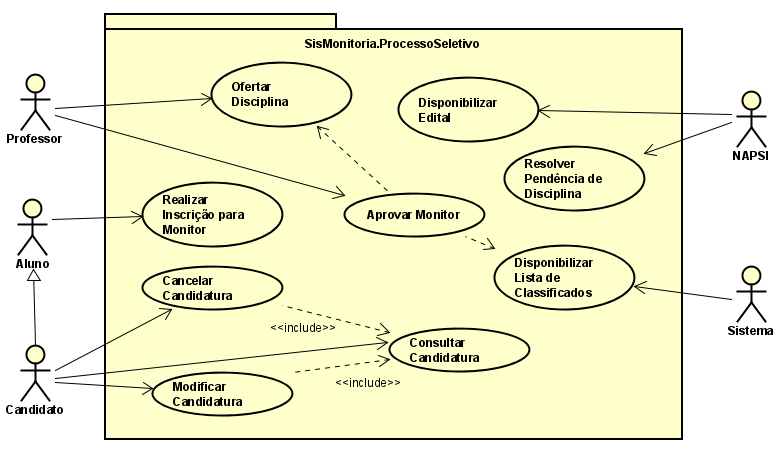 SisMonitoria.ProcessoSeletivo
Ofertar
Disciplina
Disponibilizar
Edital
Professor
NAPSI
Resolver
Pendência de
Disciplina
Realizar
Inscrição para
Monitor
Aprovar Monitor
Aluno
Cancelar
Candidatura
Disponibilizar
Lista de
Classificados
<<include>>
Sistema
Consultar
Candidatura
<<include>>
Modificar
Candidatura
Candidato